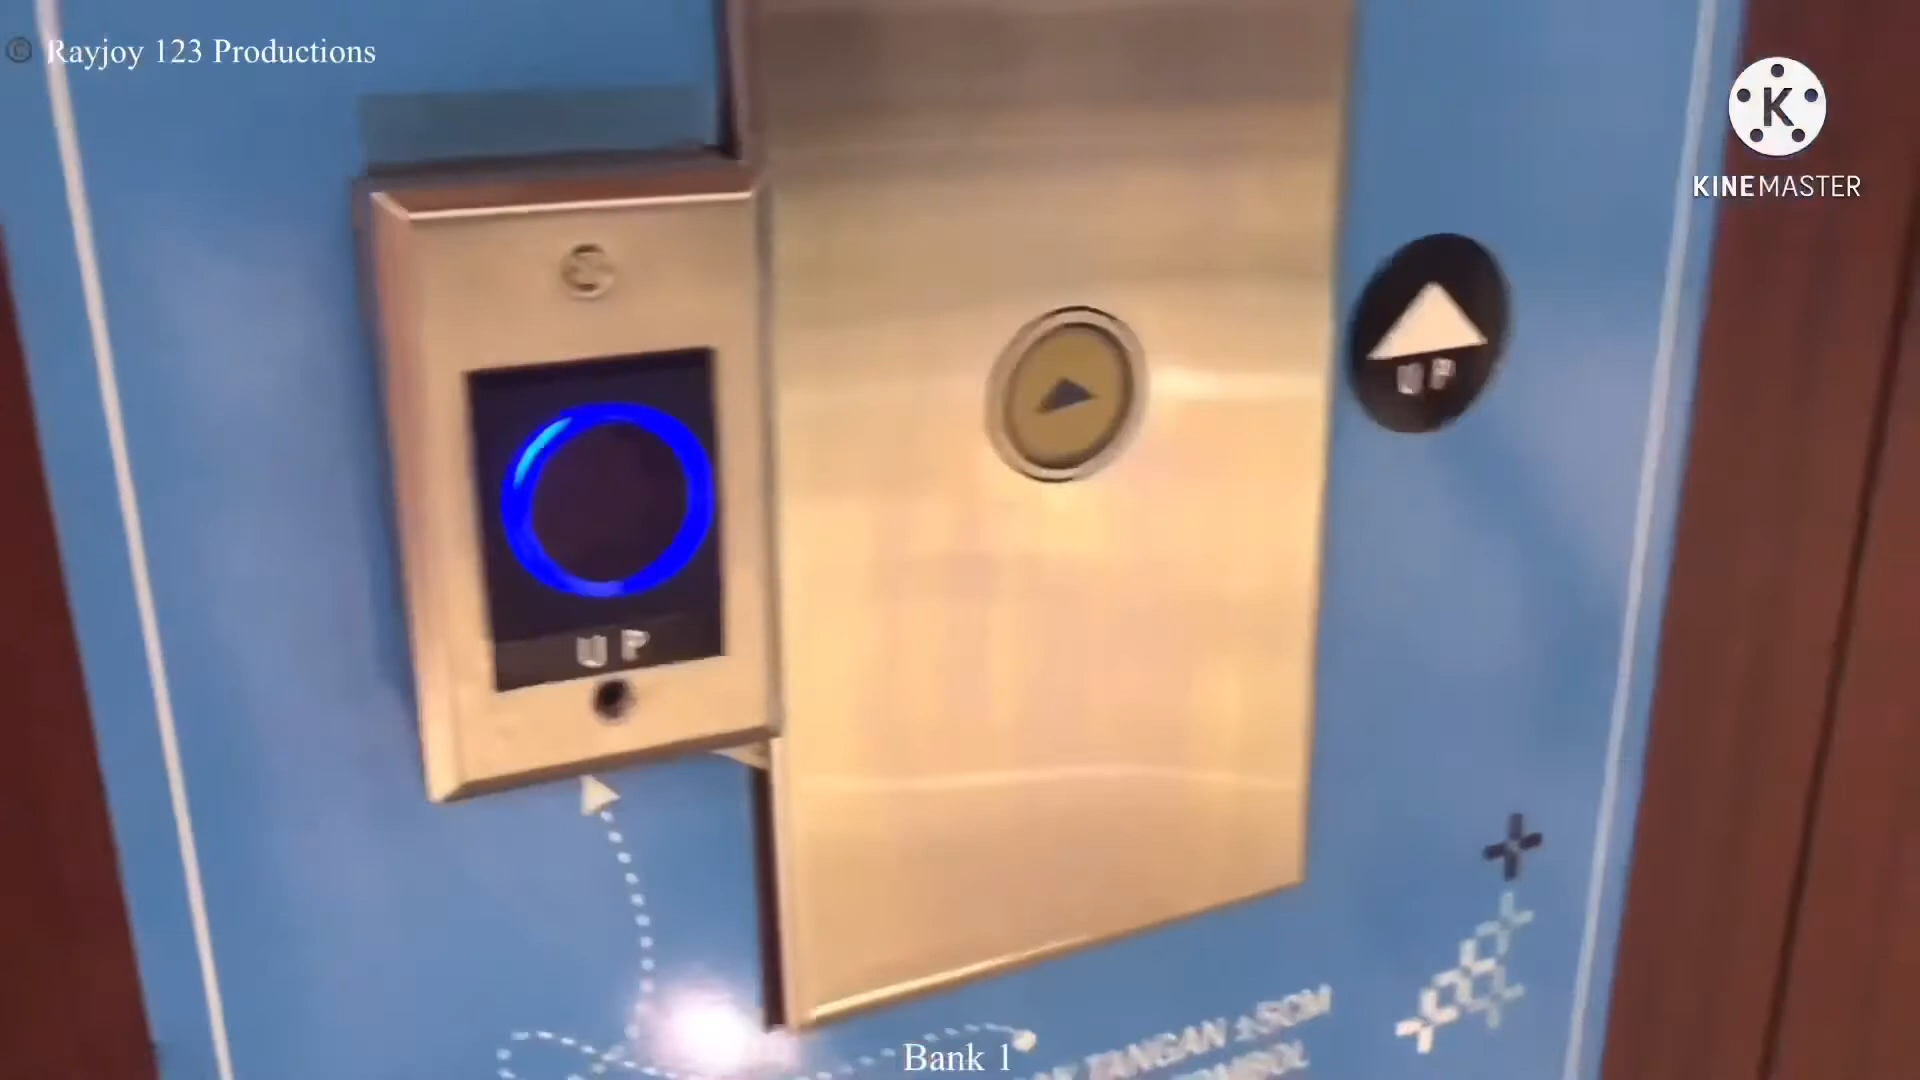 © Rayjoy 123 Productions
K
KINEMASTER
UP
UP
TANGAN ±5CM
Bank 1